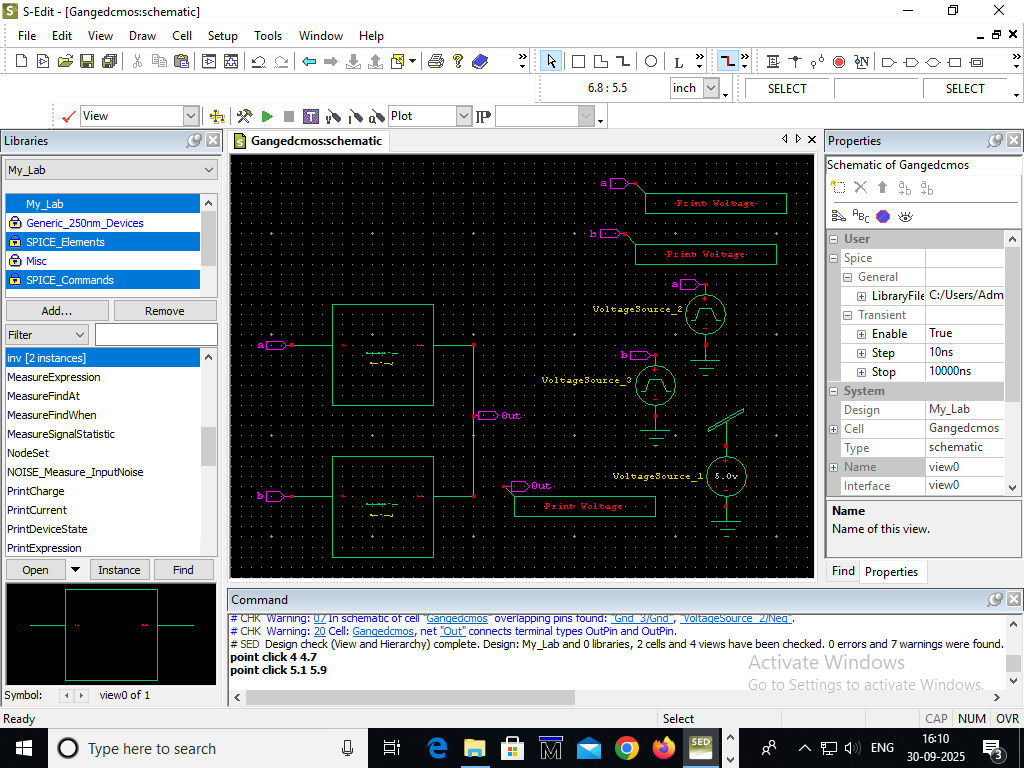 S-Edit - [Gangedcmos:schematic]
File Edit View Draw Cell Setup Tools Options Window Help
6.8 : 5.5
inch
SELECT
SELECT
View
Plot
Libraries
My_Lab
My_Lab
Generic_250nm_Devices
SPICE_Elements
Misc
SPICE_Commands
Add...
Remove
Filter
inv [2 instances]
MeasureExpression
MeasureFindAt
MeasureFindWhen
MeasureSignalStatistic
NodeSet
NOISE_Measure_InputNoise
PrintCharge
PrintCurrent
PrintDeviceState
PrintExpression
Open
Instance
Find
Symbol:
view0 of 1
Gangedcmos:schematic
a
Print Voltage
b
Print Voltage
a
VoltageSource_2
b
VoltageSource_3
a
Out
VoltageSource_1
5.0v
b
Out
Print Voltage
Properties
Schematic of Gangedcmos
User
Spice
General
LibraryFile C:/Users/Adm
Transient
Enable True
Step 10ns
Stop 10000ns
System
Design My_Lab
Cell Gangedcmos
Type schematic
Name view0
Interface view0
Name
Name of this view.
Find
Properties
Command
# CHK Warning: 07 In schematic of cell "Gangedcmos" overlapping pins found: "Gnd_3/Gnd", "VoltageSource_2/Neg".
# CHK Warning: 20 Cell: Gangedcmos, net "Out" connects terminal types OutPin and OutPin.
# SED Design check (View and Hierarchy) complete. Design: My_Lab and 0 libraries, 2 cells and 4 views have been checked. 0 errors and 7 warnings were found.
point click 4 4.7
point click 5.1 5.9
Activate Windows
Go to Settings to activate Windows.
Ready
Select
CAP NUM OVR
Type here to search
SED
ENG
16:10
30-09-2025
3